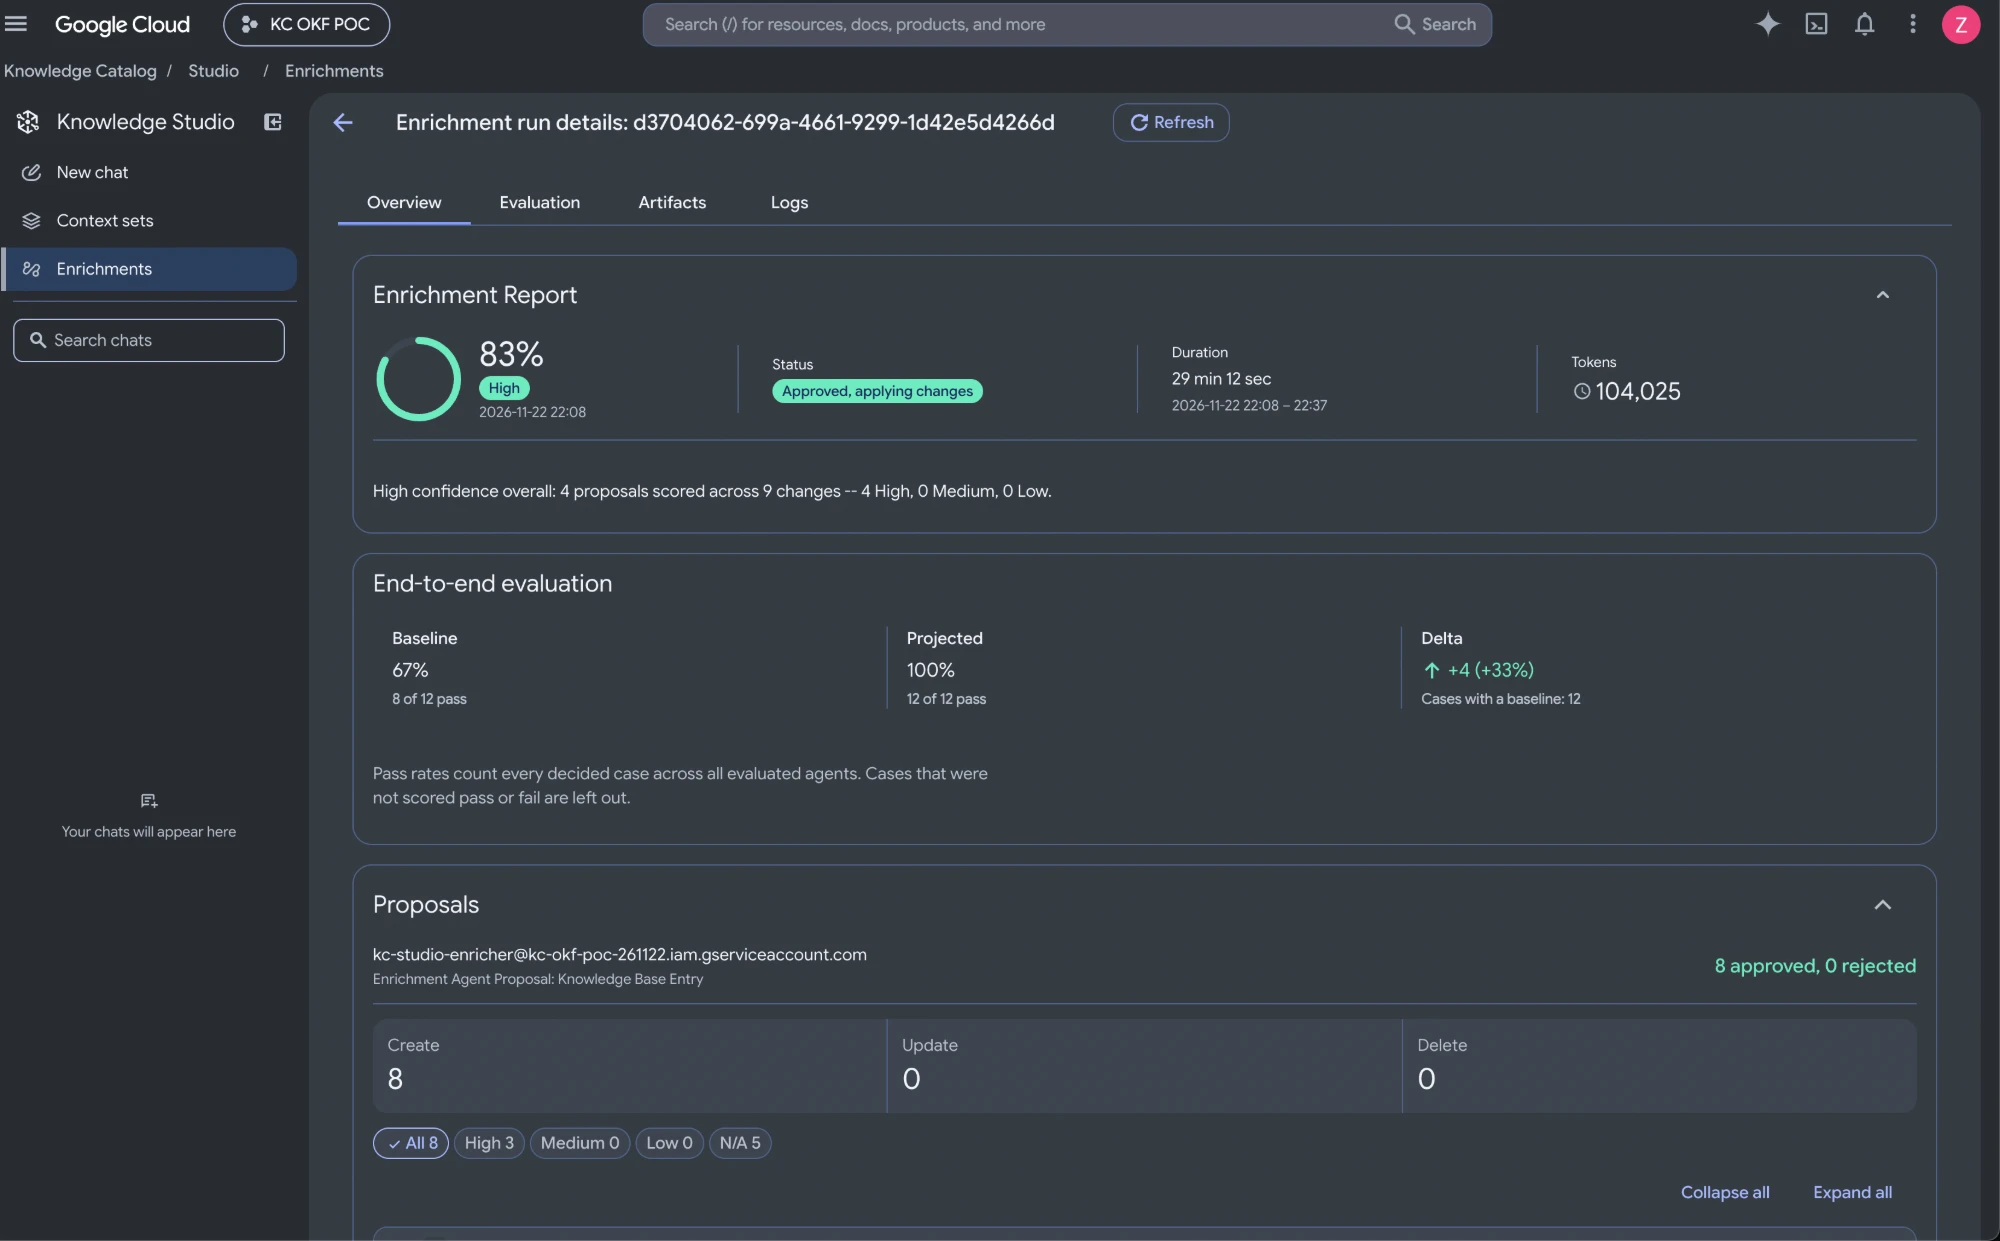 Google Cloud
KC OKF POC
Search (/) for resources, docs, products, and more
Search
Z
Knowledge Catalog / Studio / Enrichments
Knowledge Studio
New chat
Context sets
Enrichments
Search chats
Your chats will appear here
Enrichment run details: d3704062-699a-4661-9299-1d42e5d4266d
Refresh
Overview
Evaluation
Artifacts
Logs
Enrichment Report
83%
High
2026-11-22 22:08
Status
Approved, applying changes
Duration
29 min 12 sec
2026-11-22 22:08 – 22:37
Tokens
104,025
High confidence overall: 4 proposals scored across 9 changes -- 4 High, 0 Medium, 0 Low.
End-to-end evaluation
Baseline
67%
8 of 12 pass
Projected
100%
12 of 12 pass
Delta
+4 (+33%)
Cases with a baseline: 12
Pass rates count every decided case across all evaluated agents. Cases that were
not scored pass or fail are left out.
Proposals
kc-studio-enricher@kc-okf-poc-261122.iam.gserviceaccount.com
Enrichment Agent Proposal: Knowledge Base Entry
8 approved, 0 rejected
Create
8
Update
0
Delete
0
All 8
High 3
Medium 0
Low 0
N/A 5
Collapse all
Expand all